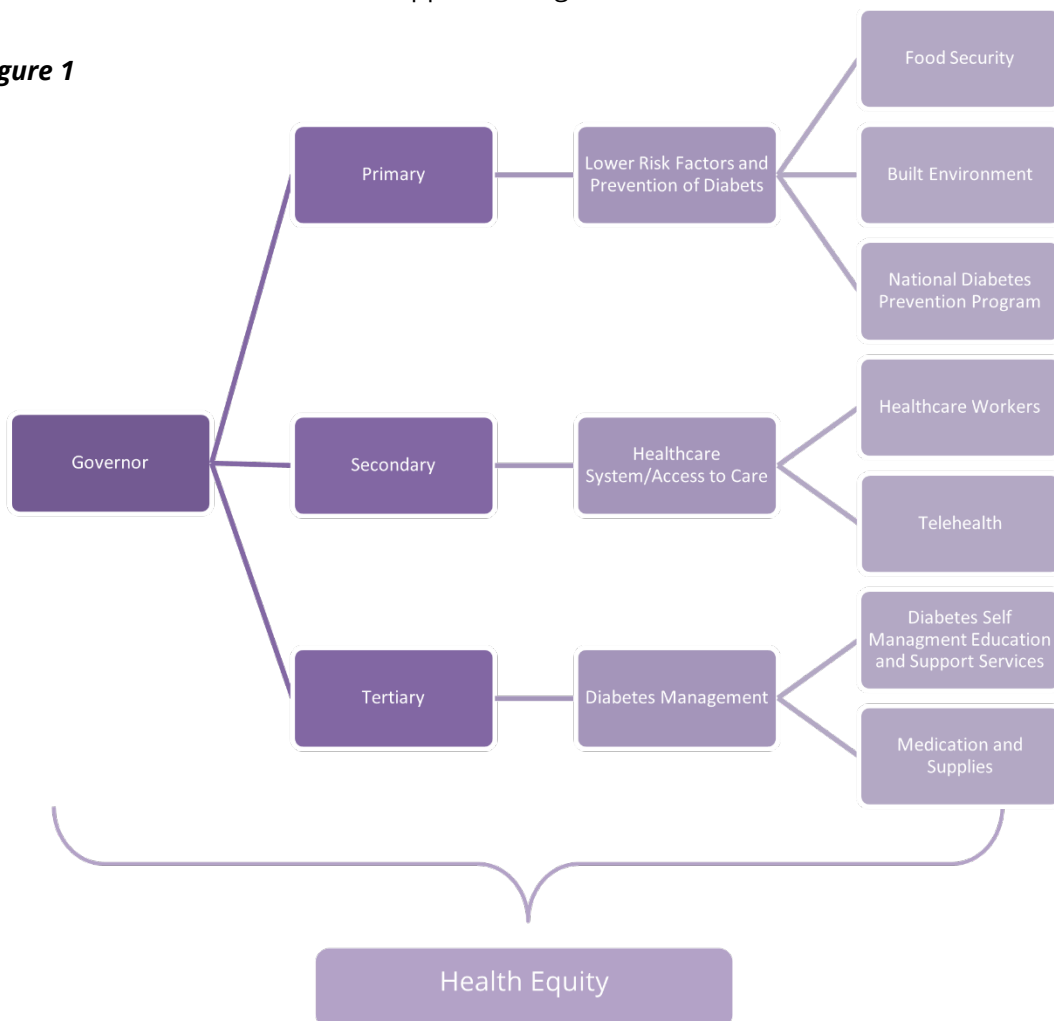 gure 1
Food Security
Primary
Lower Risk Factors and
Prevention of Diabets
Built Environment
National Diabetes
Prevention Program
Governor
Secondary
Healthcare
System/Access to Care
Healthcare Workers
Telehealth
Tertiary
Diabetes Management
Diabetes Self
Managment Education
and Support Services
Medication and
Supplies
Health Equity